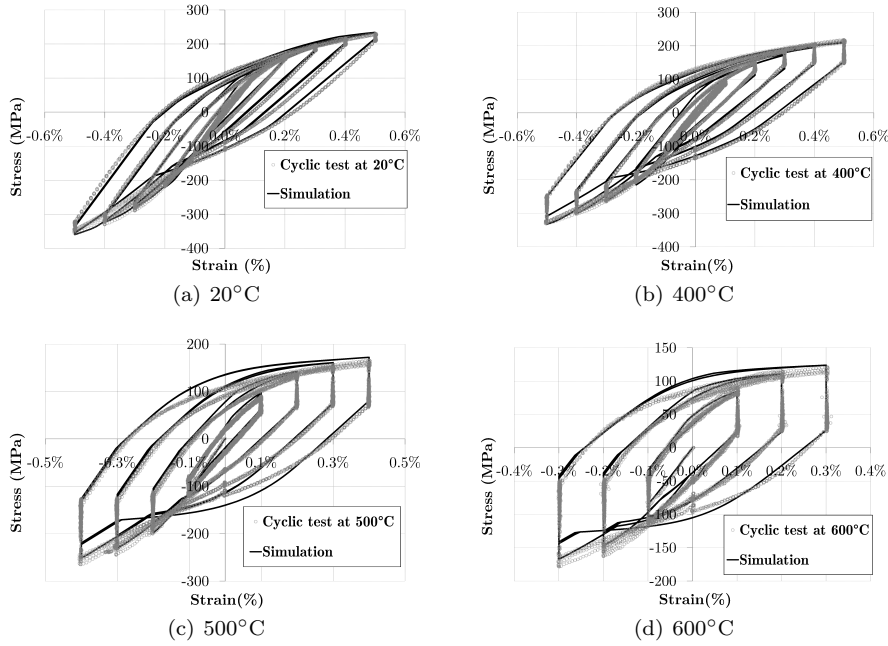 300
200
100
0
-0.6% -0.4% -0.2% 0.0% 0.2% 0.4% 0.6%
-100
-200
-300
-400
Stress (MPa)
Cyclic test at 20°C
Simulation
Strain (%)
(a) 20°C
300
200
100
0
-0.6% -0.4% -0.2% 0.0% 0.2% 0.4% 0.6%
-100
-200
-300
-400
Stress (MPa)
Cyclic test at 400°C
Simulation
Strain(%)
(b) 400°C
200
100
0
-0.5% -0.3% -0.1% 0.1% 0.3% 0.5%
-100
-200
-300
Stress (MPa)
Cyclic test at 500°C
Simulation
Strain(%)
(c) 500°C
150
100
50
0
-0.4% -0.3% -0.2% -0.1% 0.0% 0.1% 0.2% 0.3% 0.4%
-50
-100
-150
-200
Stress (MPa)
Cyclic test at 600°C
Simulation
Strain(%)
(d) 600°C